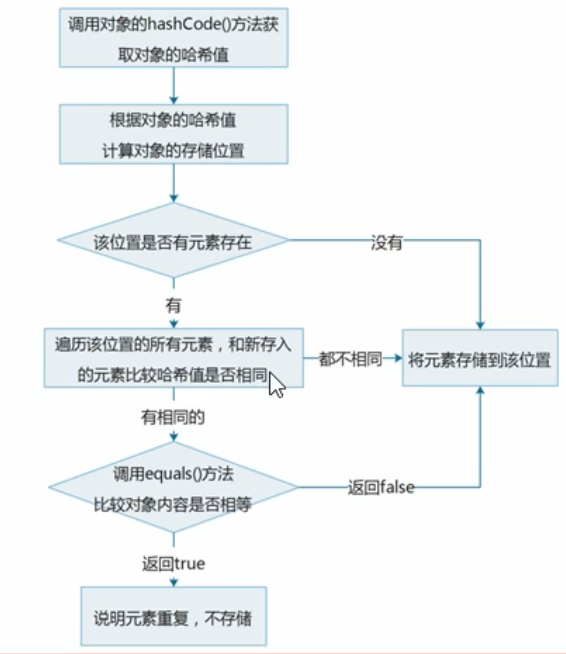 调用对象的hashCode()方法获
取对象的哈希值
根据对象的哈希值
计算对象的存储位置
该位置是否有元素存在
没有
有
遍历该位置的所有元素，和新存入
的元素比较哈希值是否相同
都不相同
将元素存储到该位置
有相同的
调用equals()方法
比较对象内容是否相等
返回false
返回true
说明元素重复，不存储